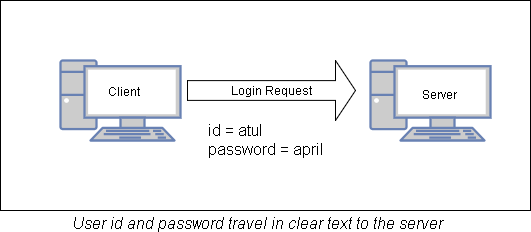 Client
Login Request
Server
id = atul
password = april
User id and password travel in clear text to the server